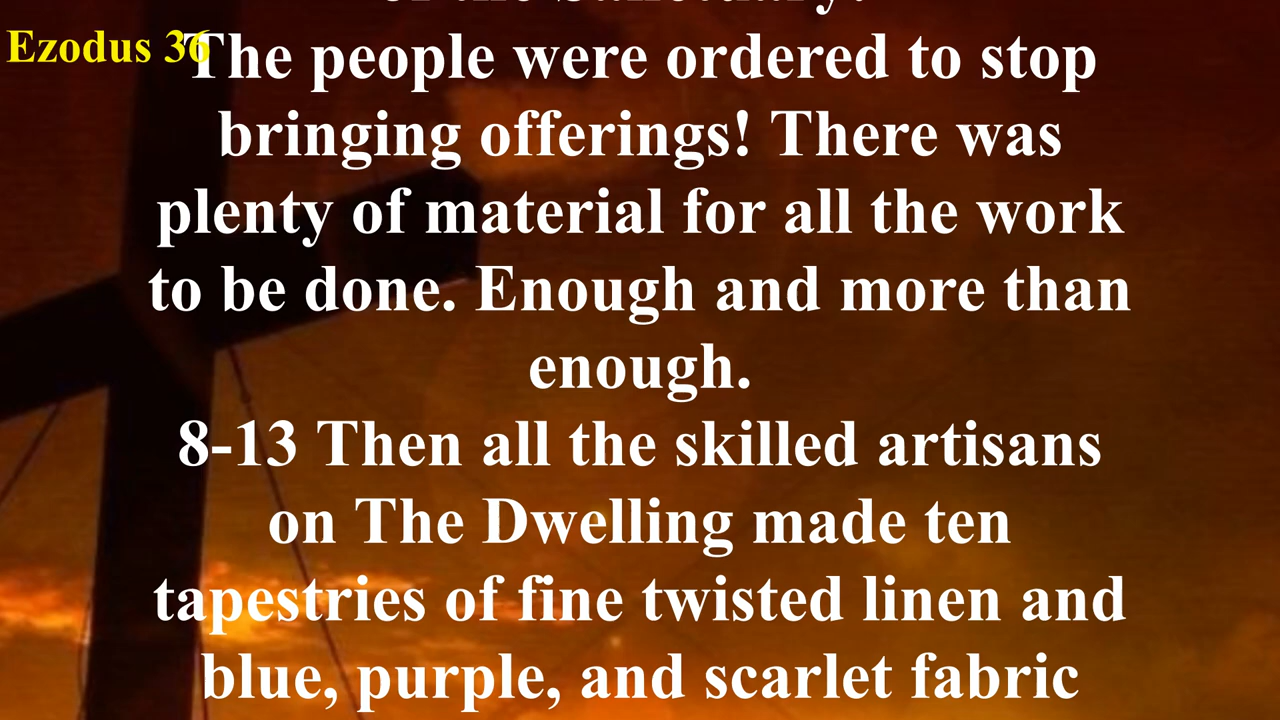 Ezodus 36
The people were ordered to stop
bringing offerings! There was
plenty of material for all the work
to be done. Enough and more than
enough.
8-13 Then all the skilled artisans
on The Dwelling made ten
tapestries of fine twisted linen and
blue, purple, and scarlet fabric